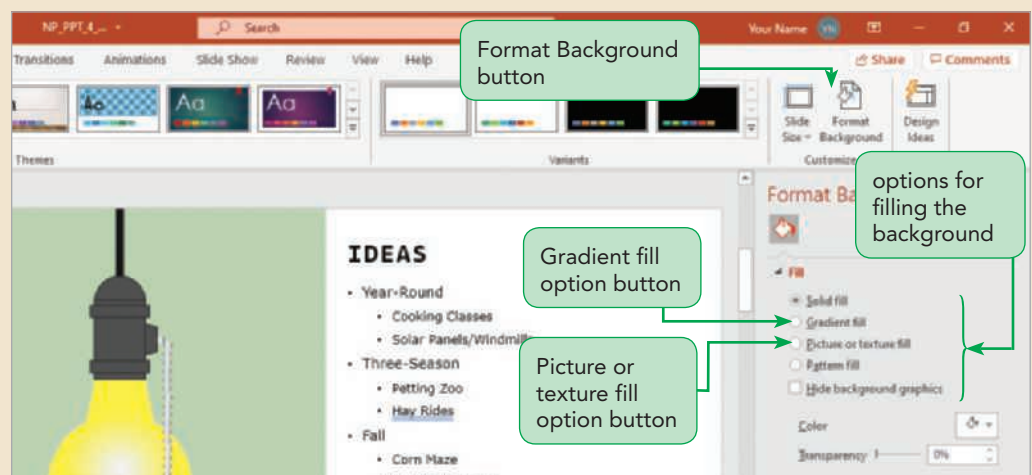 NP_PPT_4_...
Search
Your Name
Transitions Animations Slide Show Review View Help
Share Comments
Format Background
button
Aa Aa
Slide
Size
Format
Background
Design
Ideas
Themes
Variants
Customize
Format Ba
options for
filling the
background
IDEAS
• Year-Round
• Cooking Classes
• Solar Panels/Windmills
• Three-Season
• Petting Zoo
• Hay Rides
• Fall
• Corn Maze
Gradient fill
option button
Picture or
texture fill
option button
Fill
Solid fill
Gradient fill
Picture or texture fill
Pattern fill
Hide background graphics
Color
Transparency 0%